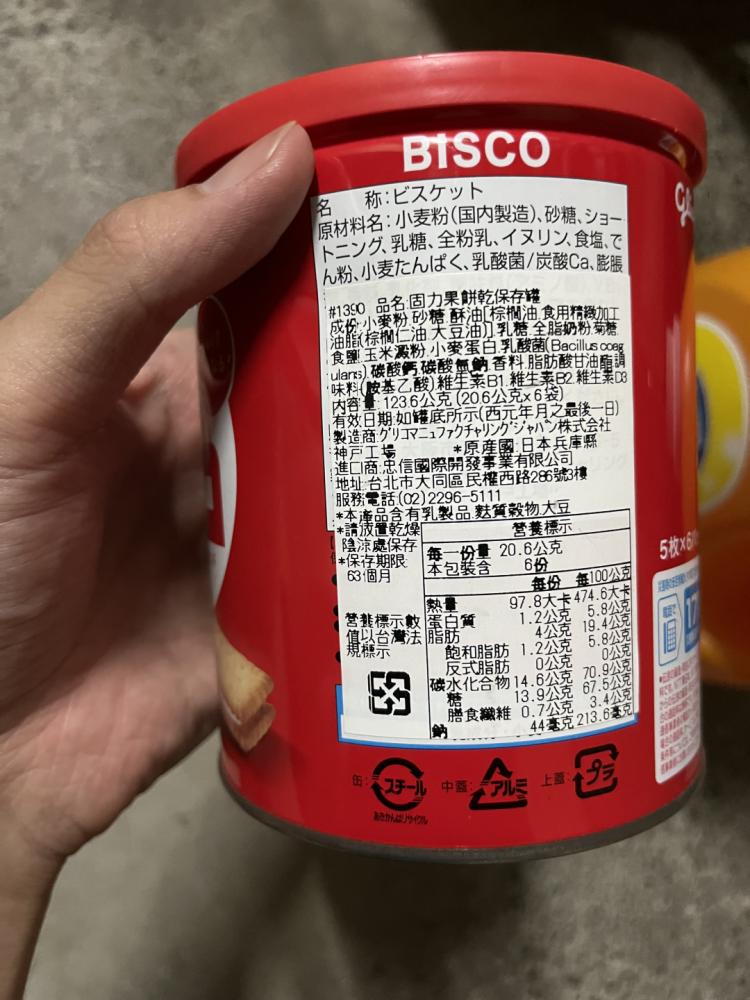 BISCO
名　　称:ビスケット
原材料名:小麦粉(国内製造)、砂糖、ショー
トニング、乳糖、全粉乳、イヌリン、食塩、で
ん粉、小麦たんぱく、乳酸菌/炭酸Ca、膨脹
#1390 品名:固力果餅乾保存罐
成份:小麥粉.砂糖.酥油[棕櫚油.食用精緻加工
油脂(棕櫚仁油.大豆油)].乳糖.全脂奶粉.菊糖.
食鹽.玉米澱粉.小麥蛋白.乳酸菌(Bacillus coag
ulans).碳酸鈣.碳酸氫鈉.香料.脂肪酸甘油酯.調
味料(胺基乙酸).維生素B1.維生素B2.維生素D3
內容量:123.6公克(20.6公克x6袋)
有效日期:如罐底所示(西元年月之最後一日)
製造商:グリコマニュファクチャリングジャパン株式会社
神戸工場　*原産國:日本兵庫縣
進口商:忠信國際開發事業有限公司
地址:台北市大同區民權西路286號3樓
服務電話:(02)2296-5111
*本產品含有乳製品.麩質穀物.大豆
*請放置乾燥
陰涼處保存
*保存期限:
63個月
營養標示數
值以台灣法
規標示
營養標示
每一份量 20.6公克
本包裝含 6份
每份 每100公克
熱量 97.8大卡 474.6大卡
蛋白質 1.2公克 5.8公克
脂肪 4公克 19.4公克
飽和脂肪 1.2公克 5.8公克
反式脂肪 0公克 0公克
碳水化合物 14.6公克 70.9公克
糖 13.9公克 67.5公克
膳食纖維 0.7公克 3.4公克
鈉 44毫克 213.6毫克
5枚×6
缶: スチール 中蓋: アルミ 上蓋: プラ
あきかんはリサイクル